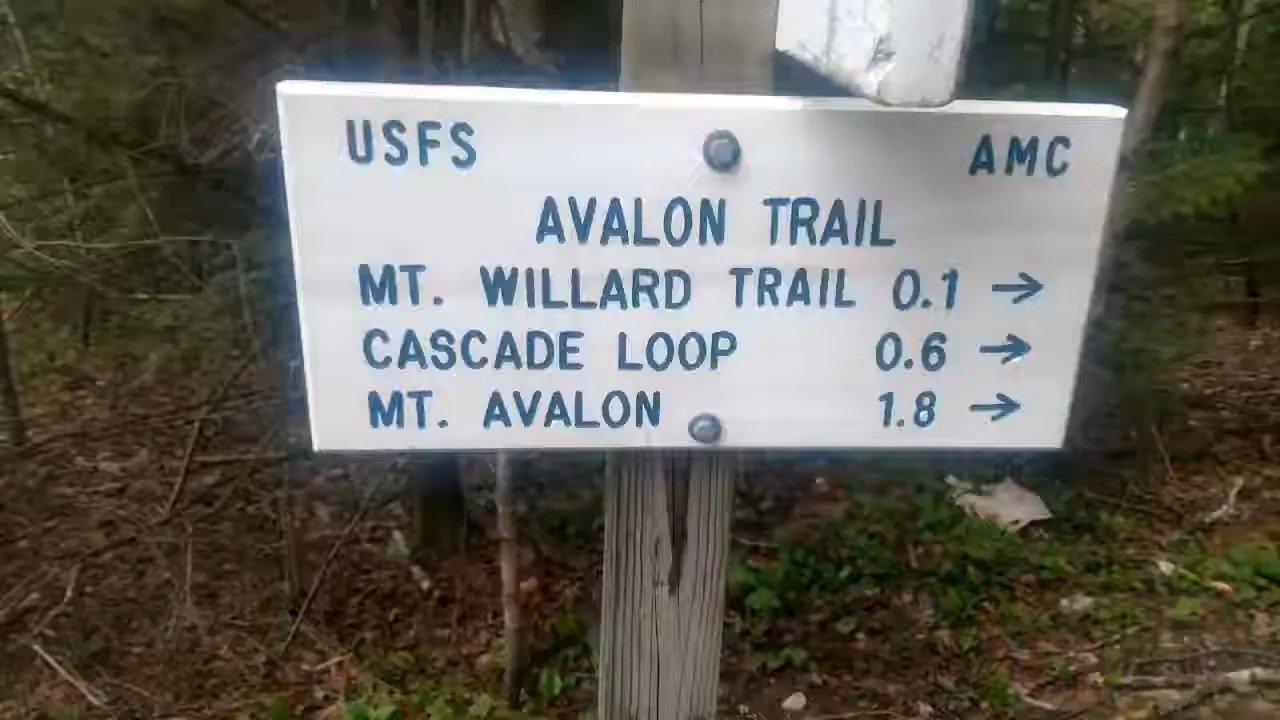 USFS AMC
AVALON TRAIL
MT. WILLARD TRAIL 0.1 →
CASCADE LOOP 0.6 →
MT. AVALON 1.8 →